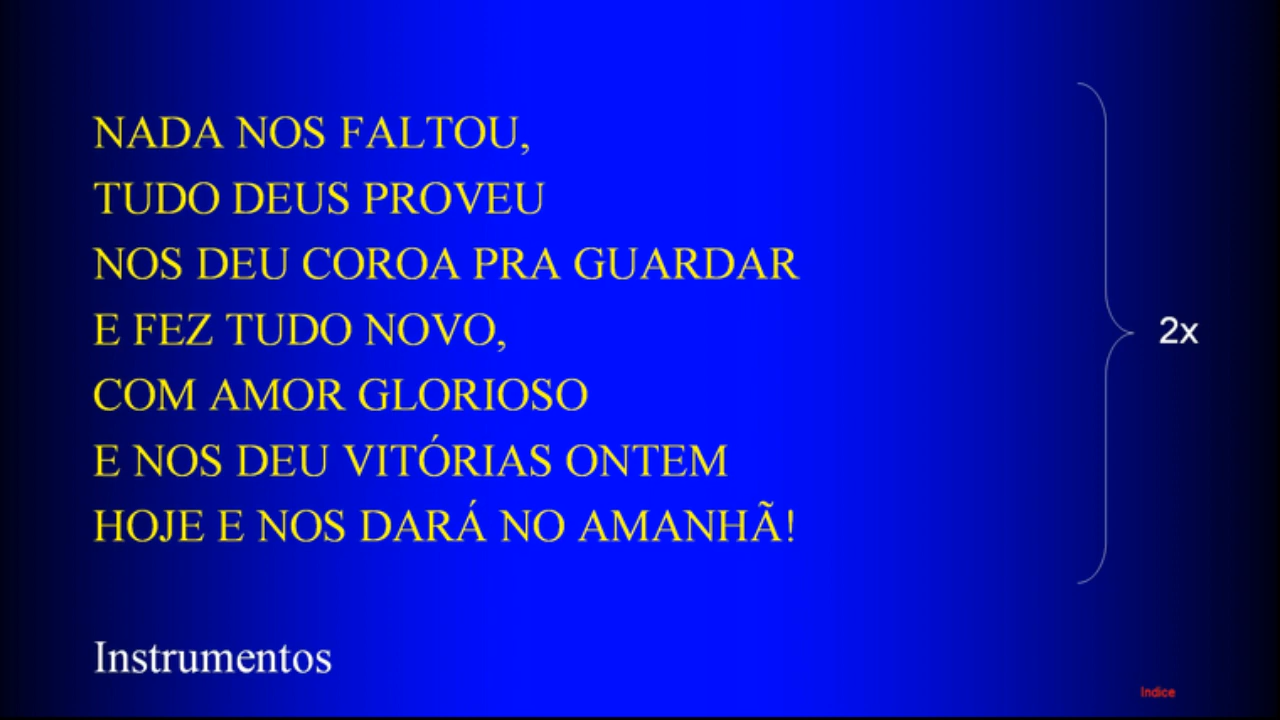 NADA NOS FALTOU,
TUDO DEUS PROVEU
NOS DEU COROA PRA GUARDAR
E FEZ TUDO NOVO,
COM AMOR GLORIOSO
E NOS DEU VITÓRIAS ONTEM
HOJE E NOS DARÁ NO AMANHÃ!
2x
Instrumentos
Indice